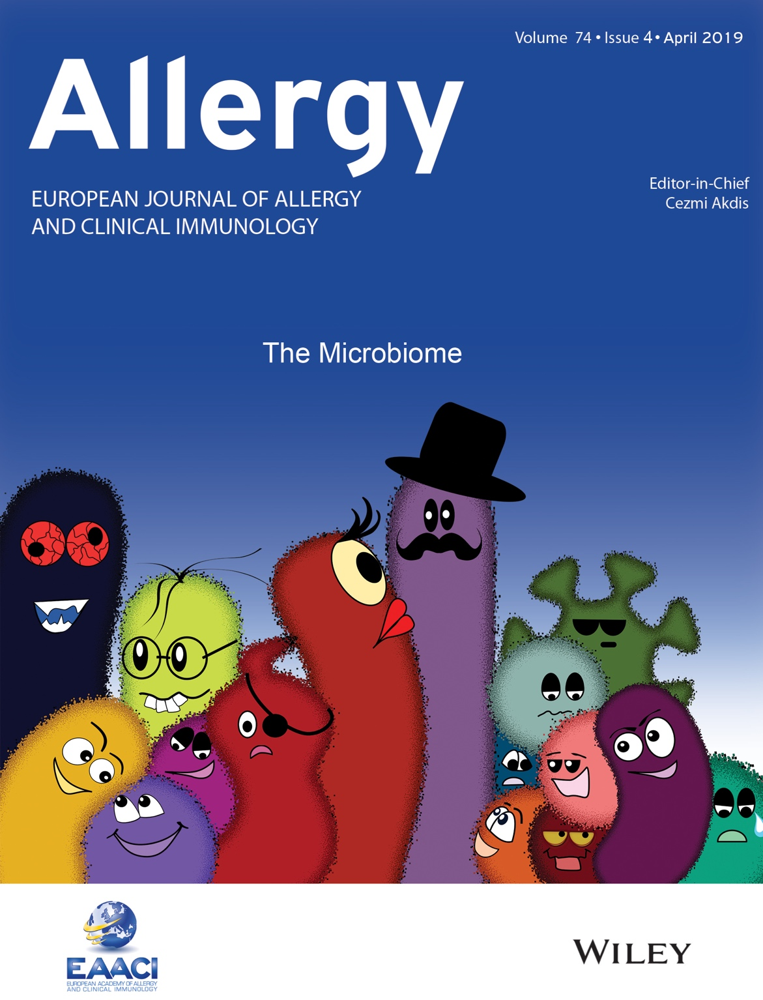 Volume 74 • Issue 4 • April 2019
Allergy
EUROPEAN JOURNAL OF ALLERGY
AND CLINICAL IMMUNOLOGY
Editor-in-Chief
Cezmi Akdis
The Microbiome
EAACI
EUROPEAN ACADEMY OF ALLERGY
AND CLINICAL IMMUNOLOGY
WILEY